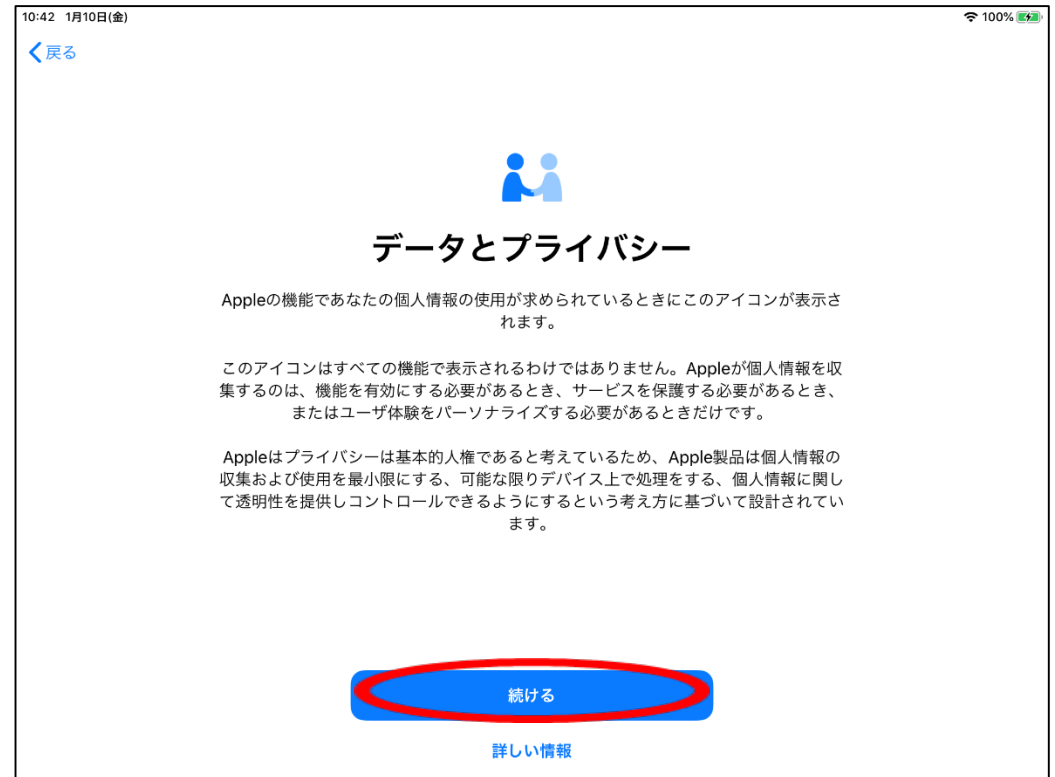 10:42 1月10日(金)
100%
戻る
データとプライバシー
Appleの機能であなたの個人情報の使用が求められているときにこのアイコンが表示さ
れます。
このアイコンはすべての機能で表示されるわけではありません。Appleが個人情報を収
集するのは、機能を有効にする必要があるとき、サービスを保護する必要があるとき、
またはユーザ体験をパーソナライズする必要があるときだけです。
Appleはプライバシーは基本的人権であると考えているため、Apple製品は個人情報の
収集および使用を最小限にする、可能な限りデバイス上で処理をする、個人情報に関し
て透明性を提供しコントロールできるようにするという考え方に基づいて設計されてい
ます。
続ける
詳しい情報